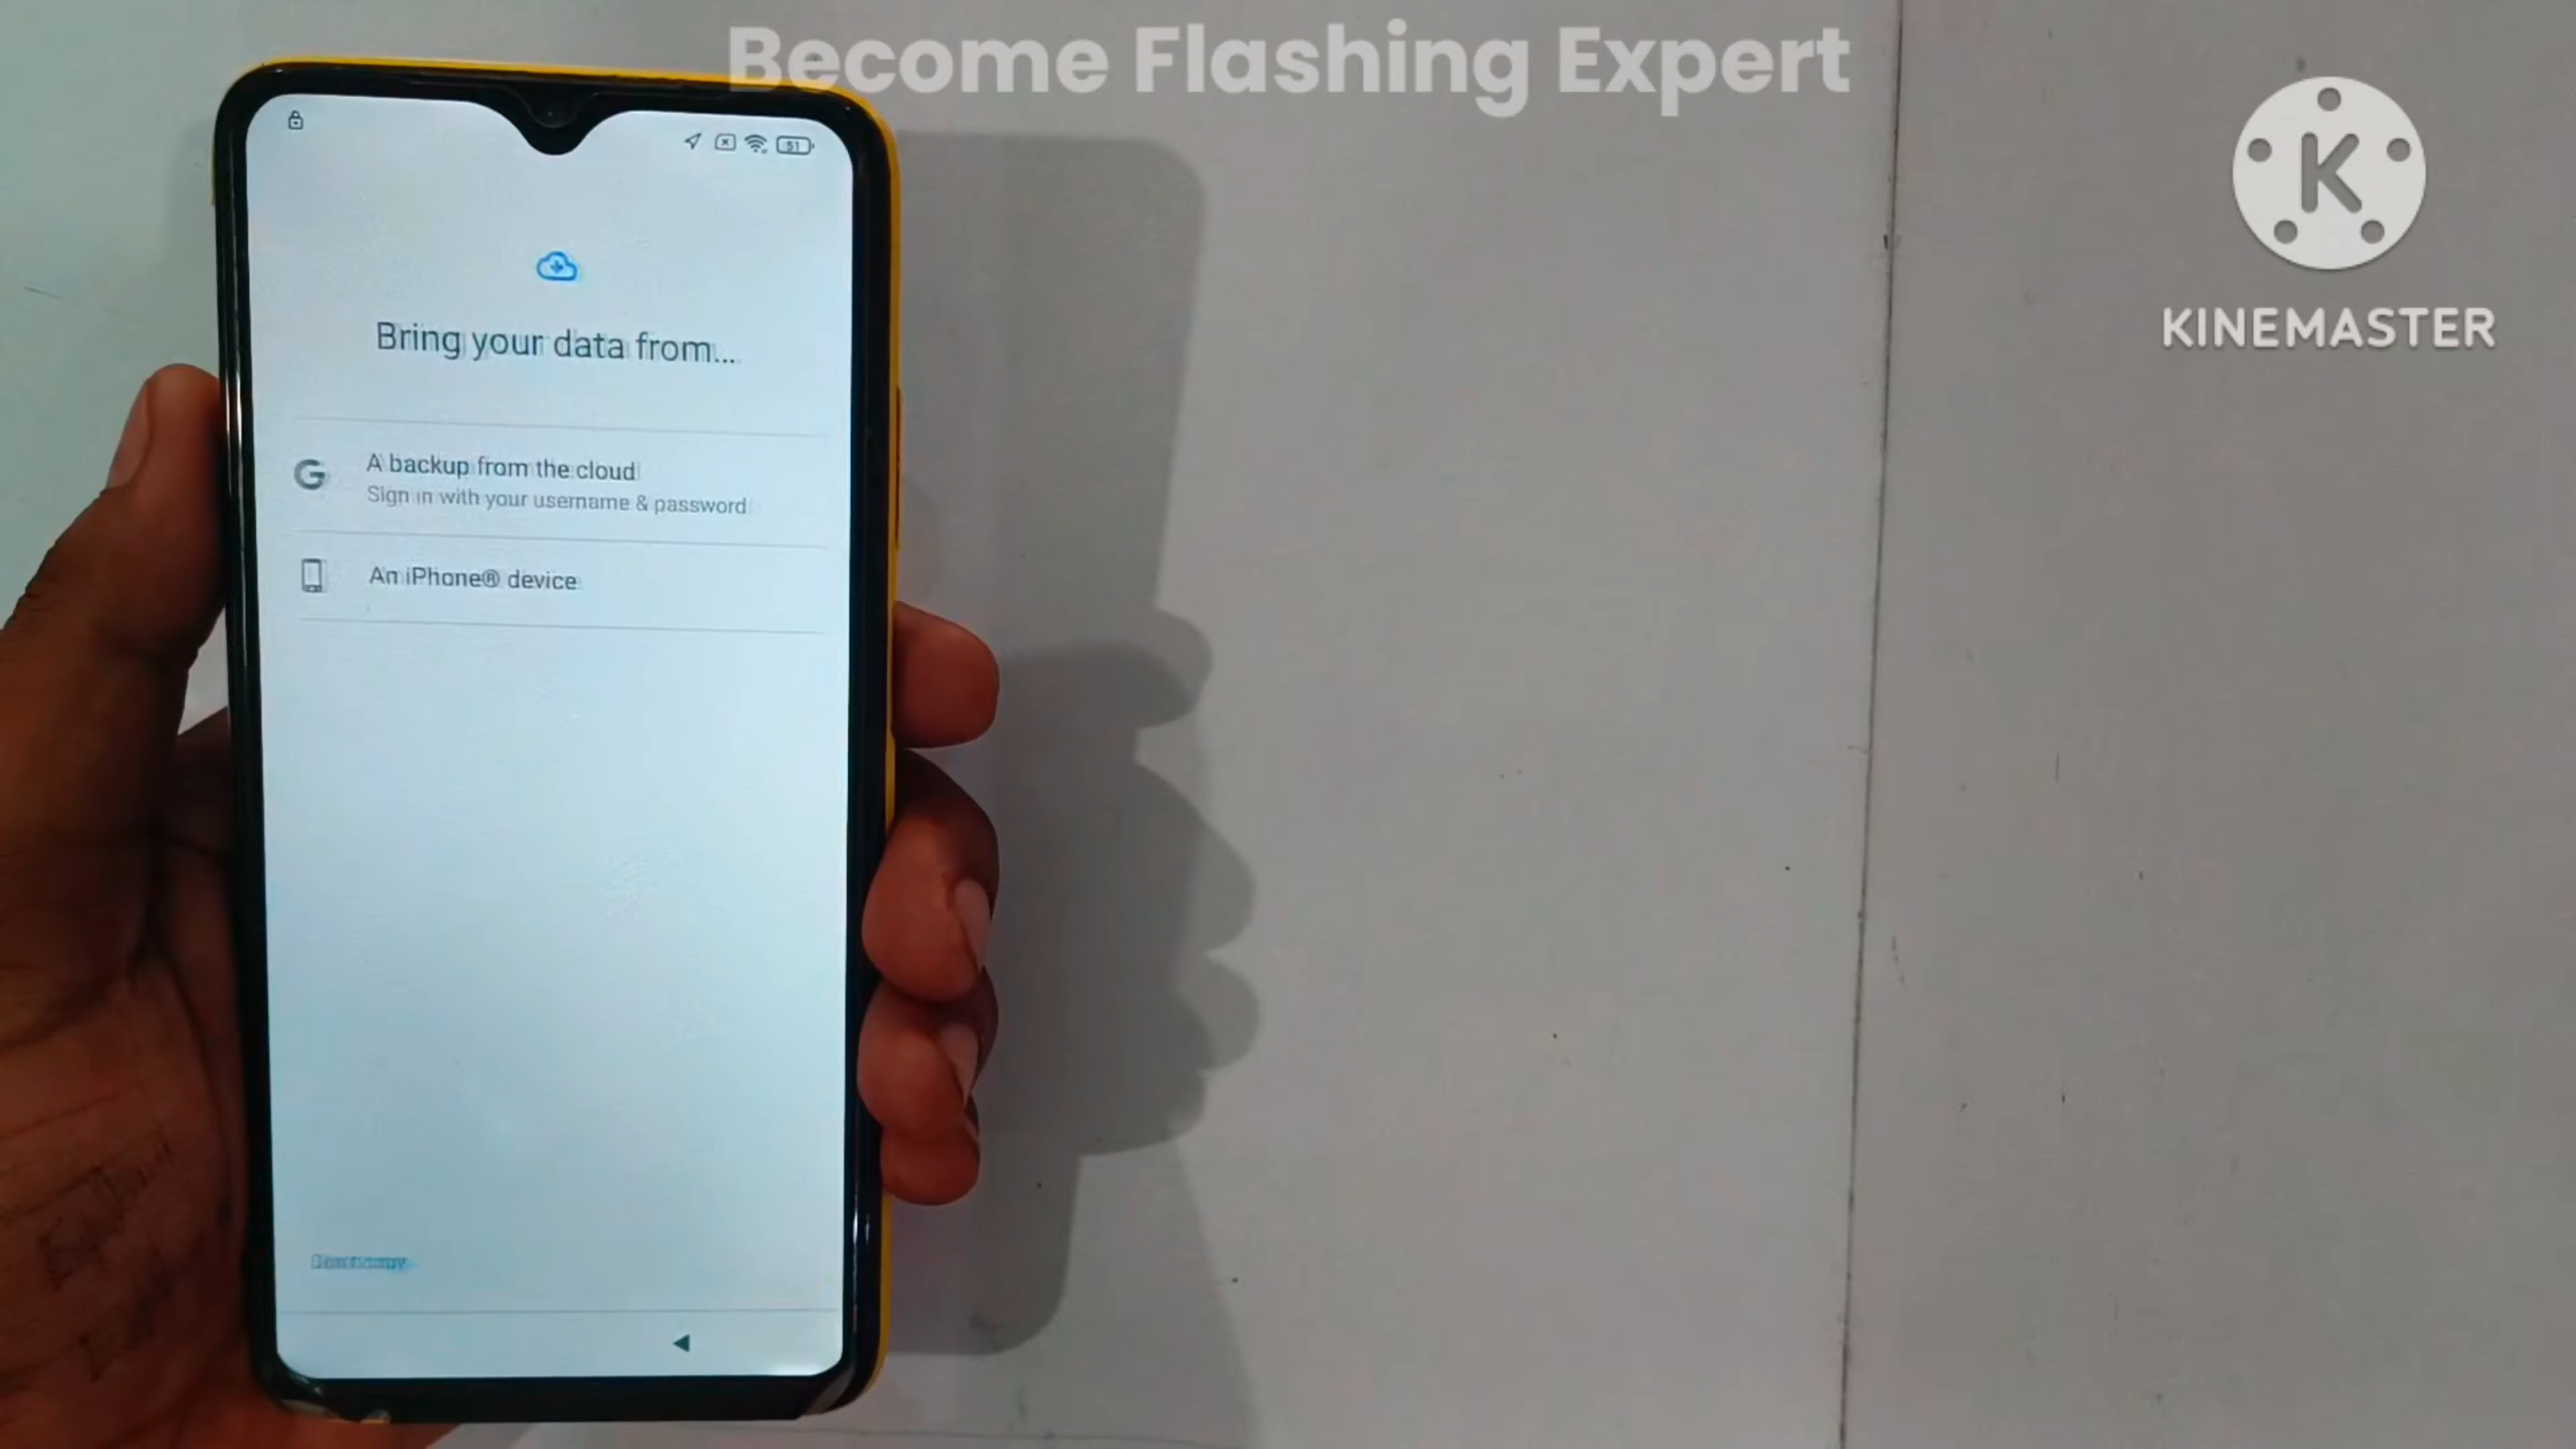 Become Flashing Expert
K
KINEMASTER
51
Bring your data from...
G
A backup from the cloud
Sign in with your username & password
An iPhone® device